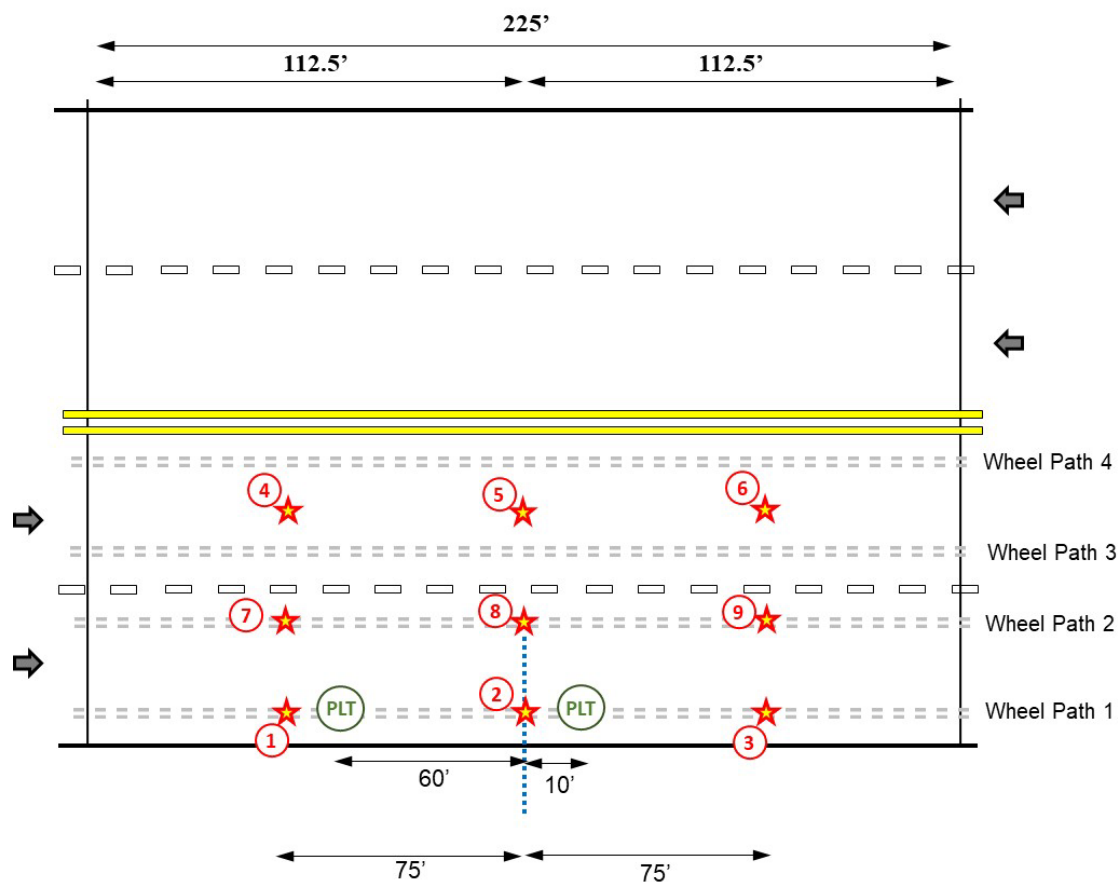 225’
112.5’ 112.5’
Wheel Path 4
4 5 6
Wheel Path 3
7 8 9
Wheel Path 2
PLT 2 PLT
Wheel Path 1
1 3
60’ 10’
75’ 75’